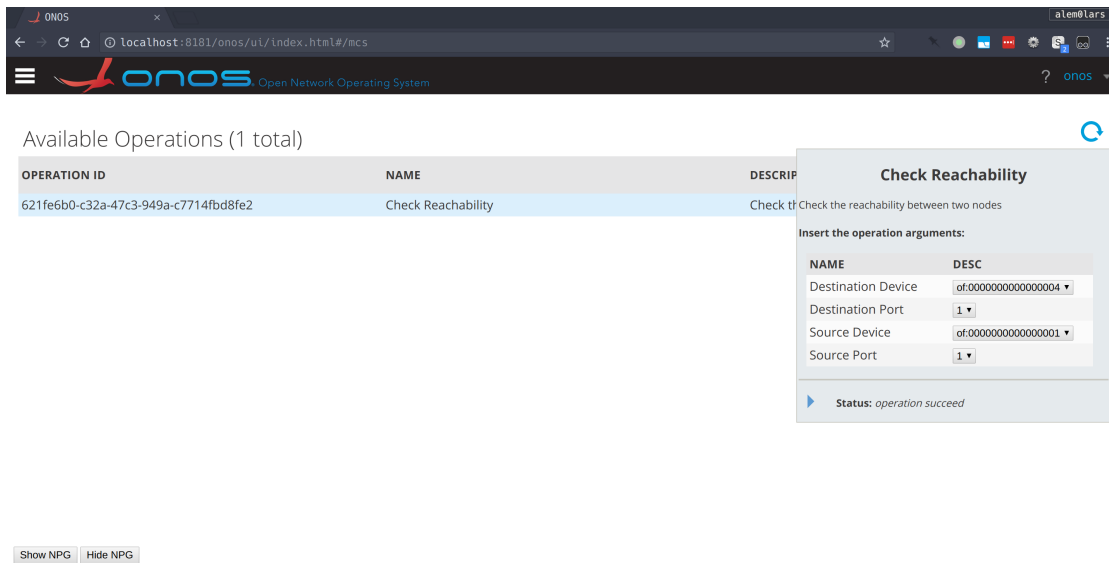 ONOS ×
alem0lars
localhost:8181/onos/ui/index.html#/mcs
onos Open Network Operating System
? onos
Available Operations (1 total)
OPERATION ID NAME DESCRIP
621fe6b0-c32a-47c3-949a-c7714fbd8fe2 Check Reachability Check th
Check Reachability
Check the reachability between two nodes
Insert the operation arguments:
NAME DESC
Destination Device of:0000000000000004
Destination Port 1
Source Device of:0000000000000001
Source Port 1
Status: operation succeed
Show NPG Hide NPG